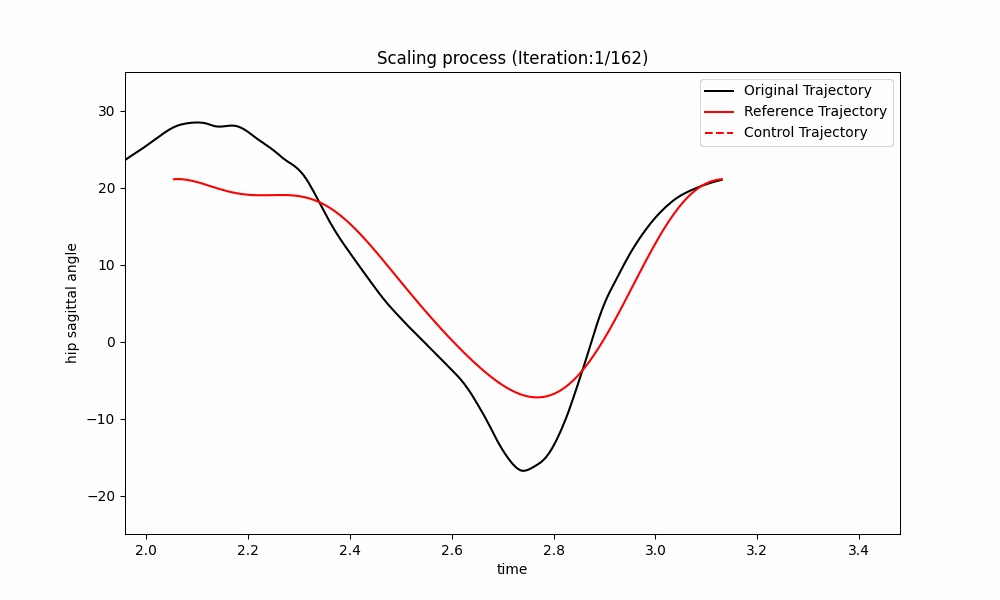 Scaling process (Iteration:1/162)
Original Trajectory
Reference Trajectory
Control Trajectory
30
20
10
0
−10
−20
hip sagittal angle
2.0 2.2 2.4 2.6 2.8 3.0 3.2 3.4
time